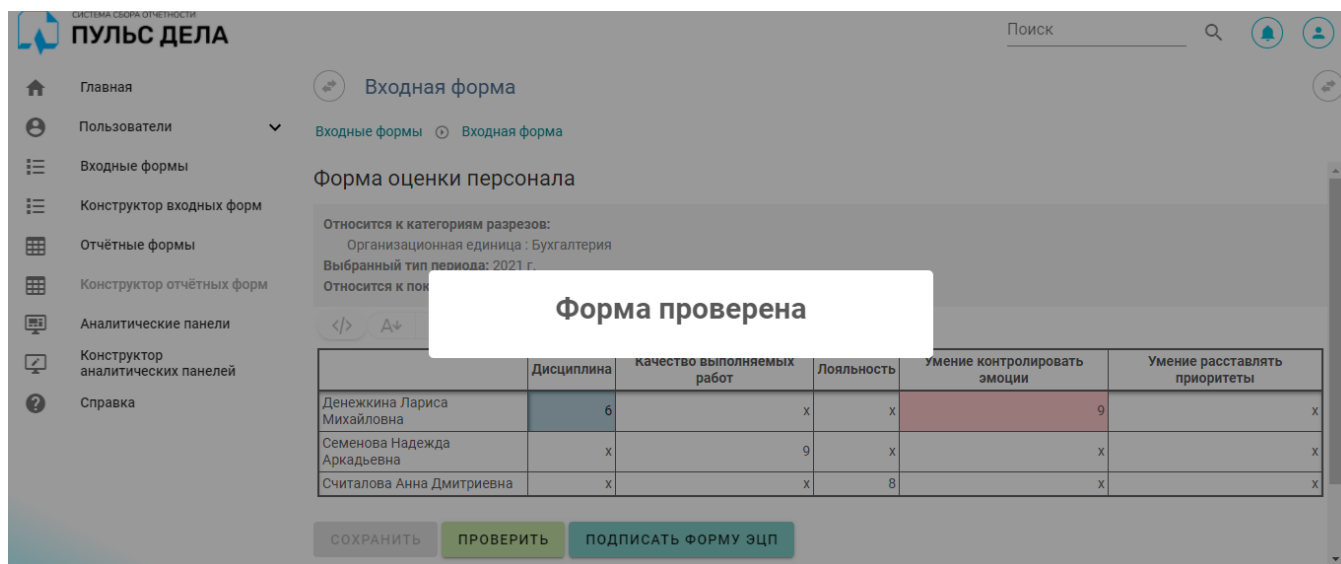 СИСТЕМА СБОРА ОТЧЕТНОСТИ
ПУЛЬС ДЕЛА
Поиск
Главная
Пользователи
Входные формы
Конструктор входных форм
Отчётные формы
Конструктор отчётных форм
Аналитические панели
Конструктор
аналитических панелей
Справка
Входная форма
Входные формы Входная форма
Форма оценки персонала
Относится к категориям разрезов:
Организационная единица : Бухгалтерия
Выбранный тип периода: 2021 г.
Относится к
Форма проверена
</> A
Дисциплина Качество выполняемых работ Лояльность Умение контролировать эмоции Умение расставлять приоритеты
Денежкина Лариса Михайловна 6 x x 9 x
Семенова Надежда Аркадьевна x 9 x x x
Считалова Анна Дмитриевна x x 8 x x
СОХРАНИТЬ ПРОВЕРИТЬ ПОДПИСАТЬ ФОРМУ ЭЦП